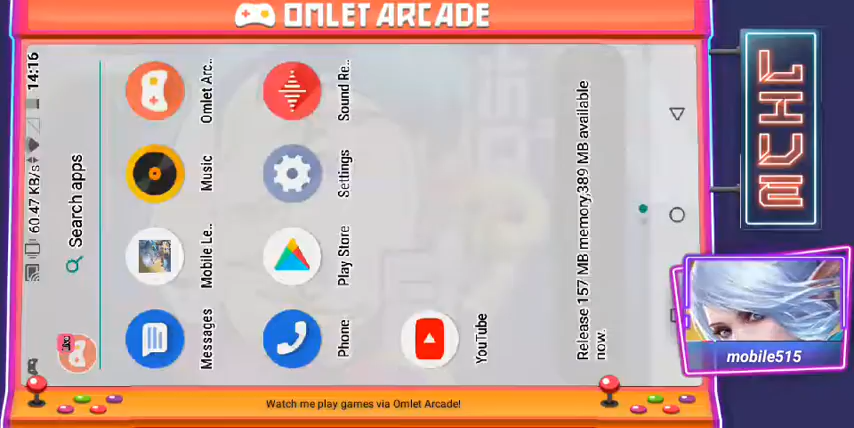 OMLET ARCADE
14:16
60.47 KB/s
Search apps
Messages
Mobile Le..
Music
Omlet Arc..
Phone
Play Store
Settings
Sound Re..
YouTube
Release 157 MB memory,389 MB available
now.
LIVE
mobile515
Watch me play games via Omlet Arcade!